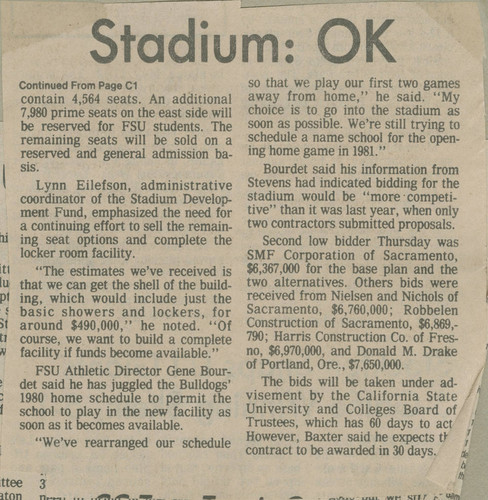 Stadium: OK
Continued From Page C1
contain 4,564 seats. An additional
7,980 prime seats on the east side will
be reserved for FSU students. The
remaining seats will be sold on a
reserved and general admission ba-
sis.
Lynn Eilefson, administrative
coordinator of the Stadium Develop-
ment Fund, emphasized the need for
a continuing effort to sell the remain-
ing seat options and complete the
locker room facility.
"The estimates we've received is
that we can get the shell of the build-
ing, which would include just the
basic showers and lockers, for
around $490,000," he noted. "Of
course, we want to build a complete
facility if funds become available."
FSU Athletic Director Gene Bour-
det said he has juggled the Bulldogs'
1980 home schedule to permit the
school to play in the new facility as
soon as it becomes available.
"We've rearranged our schedule
so that we play our first two games
away from home," he said. "My
choice is to go into the stadium as
soon as possible. We're still trying to
schedule a name school for the open-
ing home game in 1981."
Bourdet said his information from
Stevens had indicated bidding for the
stadium would be "more competi-
tive" than it was last year, when only
two contractors submitted proposals.
Second low bidder Thursday was
SMF Corporation of Sacramento,
$6,367,000 for the base plan and the
two alternatives. Others bids were
received from Nielsen and Nichols of
Sacramento, $6,760,000; Robbelen
Construction of Sacramento, $6,869,-
790; Harris Construction Co. of Fres-
no, $6,970,000, and Donald M. Drake
of Portland, Ore., $7,650,000.
The bids will be taken under ad-
visement by the California State
University and Colleges Board of
Trustees, which has 60 days to act
However, Baxter said he expects
contract to be awarded in 30 days.
ttee 3
aton